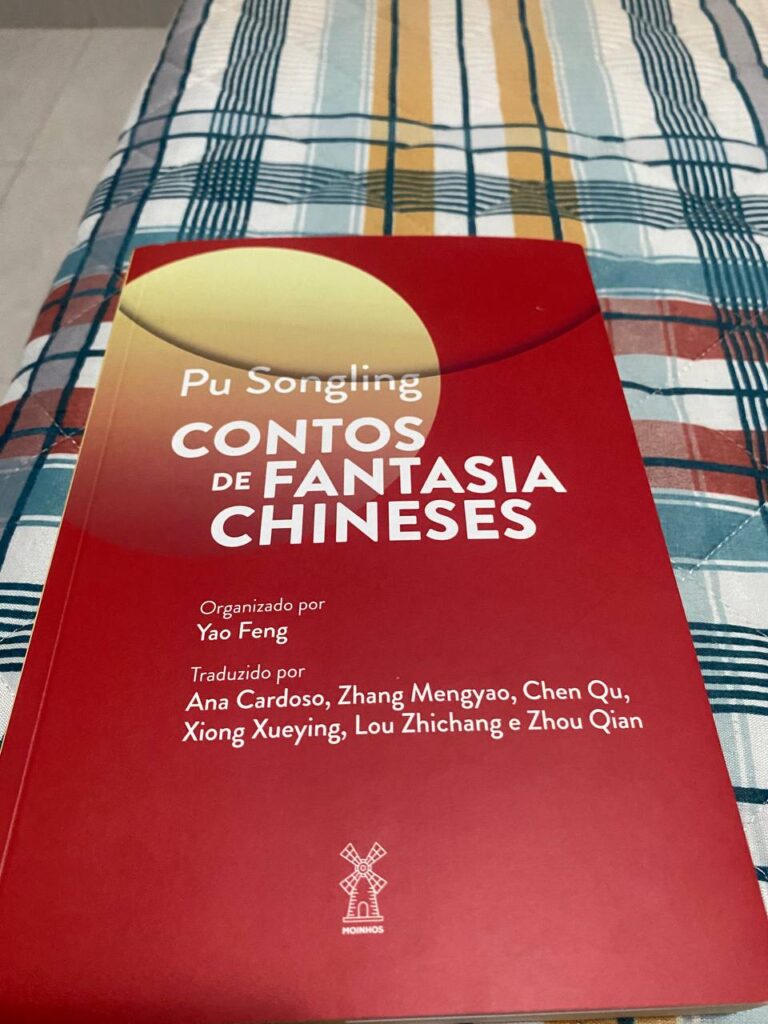 Pu Songling
CONTOS
DE FANTASIA
CHINESES
Organizado por
Yao Feng
Traduzido por
Ana Cardoso, Zhang Mengyao, Chen Qu,
Xiong Xueying, Lou Zhichang e Zhou Qian
MOINHOS